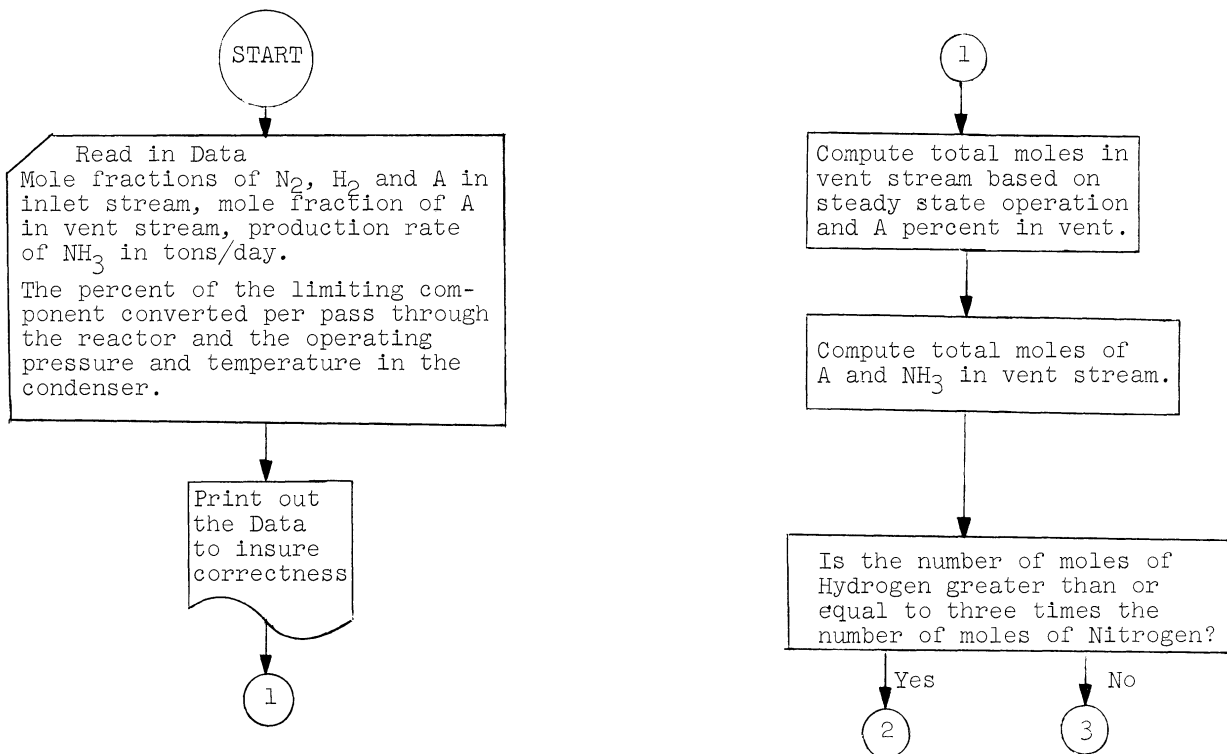 START
Read in Data
Mole fractions of N2, H2 and A in
inlet stream, mole fraction of A
in vent stream, production rate
of NH3 in tons/day.
The percent of the limiting com-
ponent converted per pass through
the reactor and the operating
pressure and temperature in the
condenser.
Print out
the Data
to insure
correctness
1
1
Compute total moles in
vent stream based on
steady state operation
and A percent in vent.
Compute total moles of
A and NH3 in vent stream.
Is the number of moles of
Hydrogen greater than or
equal to three times the
number of moles of Nitrogen?
Yes
No
2
3